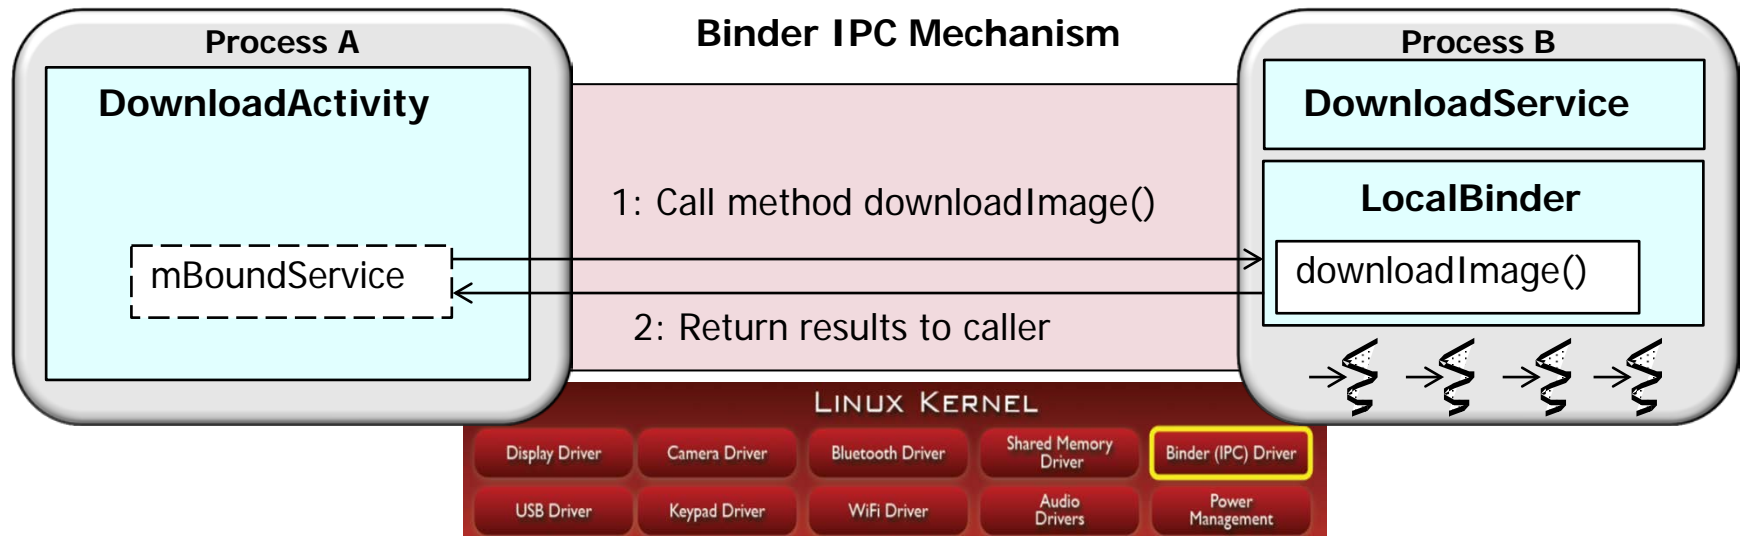 Process A
Binder IPC Mechanism
Process B
DownloadActivity
DownloadService
1: Call method downloadImage()
LocalBinder
mBoundService
downloadImage()
2: Return results to caller
LINUX KERNEL
Display Driver
Camera Driver
Bluetooth Driver
Shared Memory
Driver
Binder (IPC) Driver
USB Driver
Keypad Driver
WiFi Driver
Audio
Drivers
Power
Management